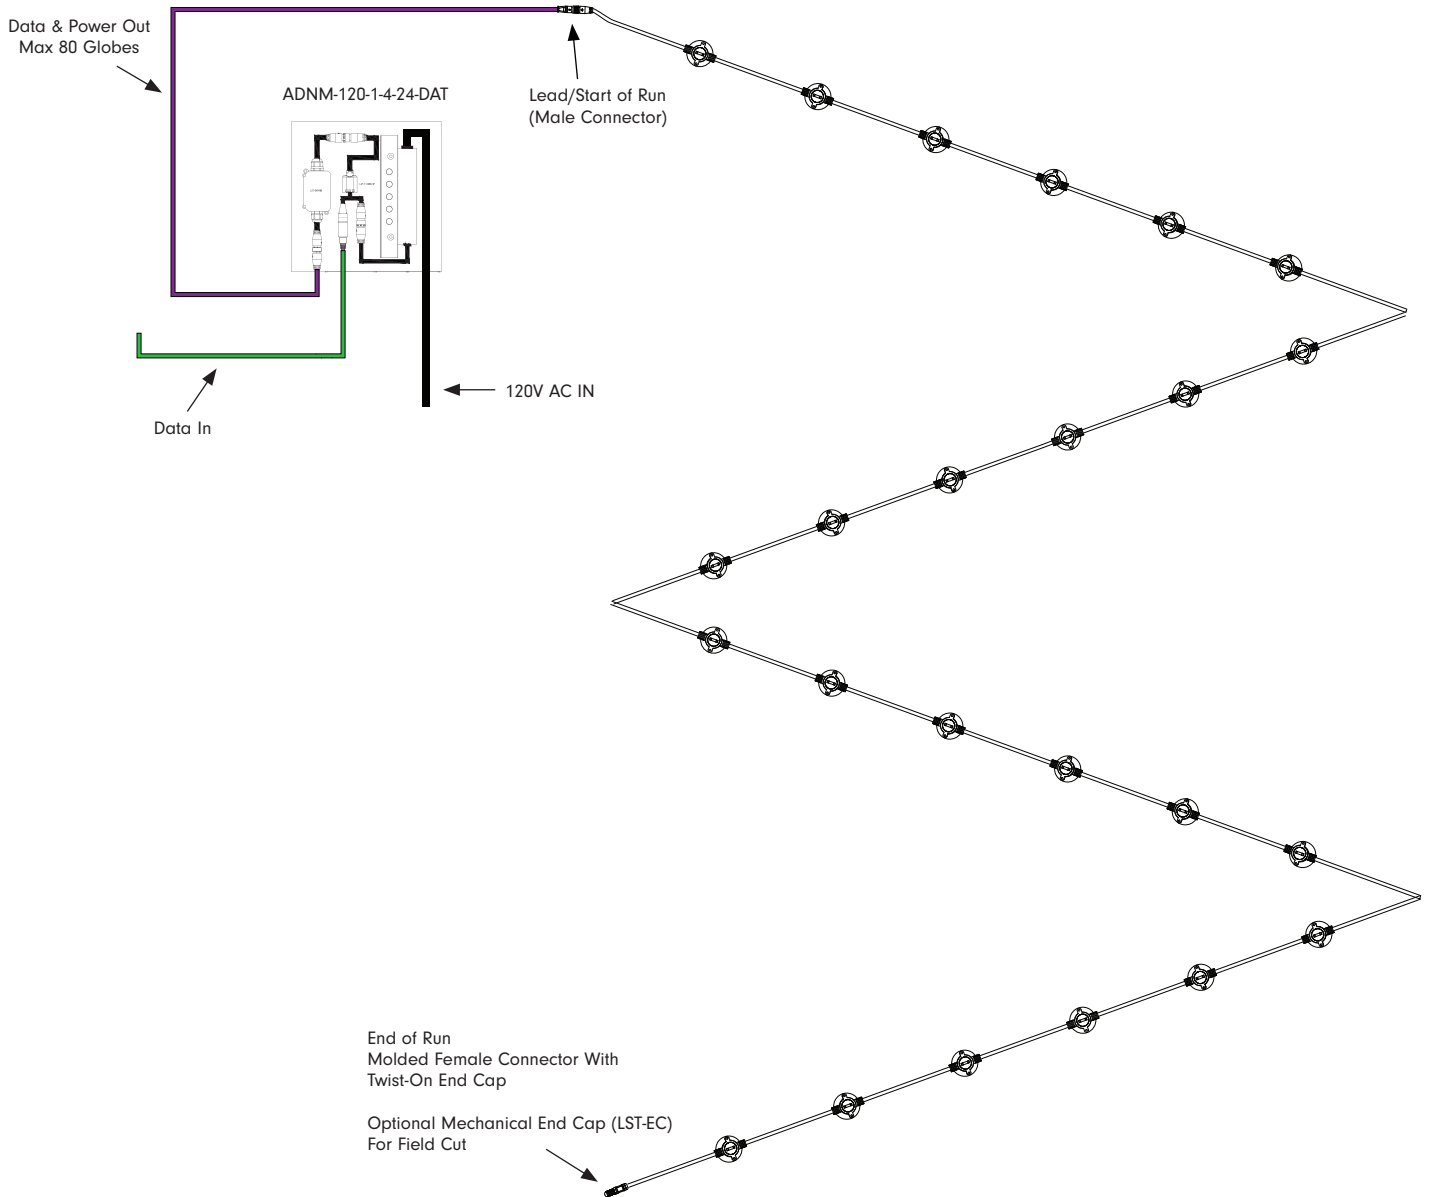 Data & Power Out
Max 80 Globes
ADNM-120-1-4-24-DAT
Lead/Start of Run
(Male Connector)
120V AC IN
Data In
End of Run
Molded Female Connector With
Twist-On End Cap
Optional Mechanical End Cap (LST-EC)
For Field Cut